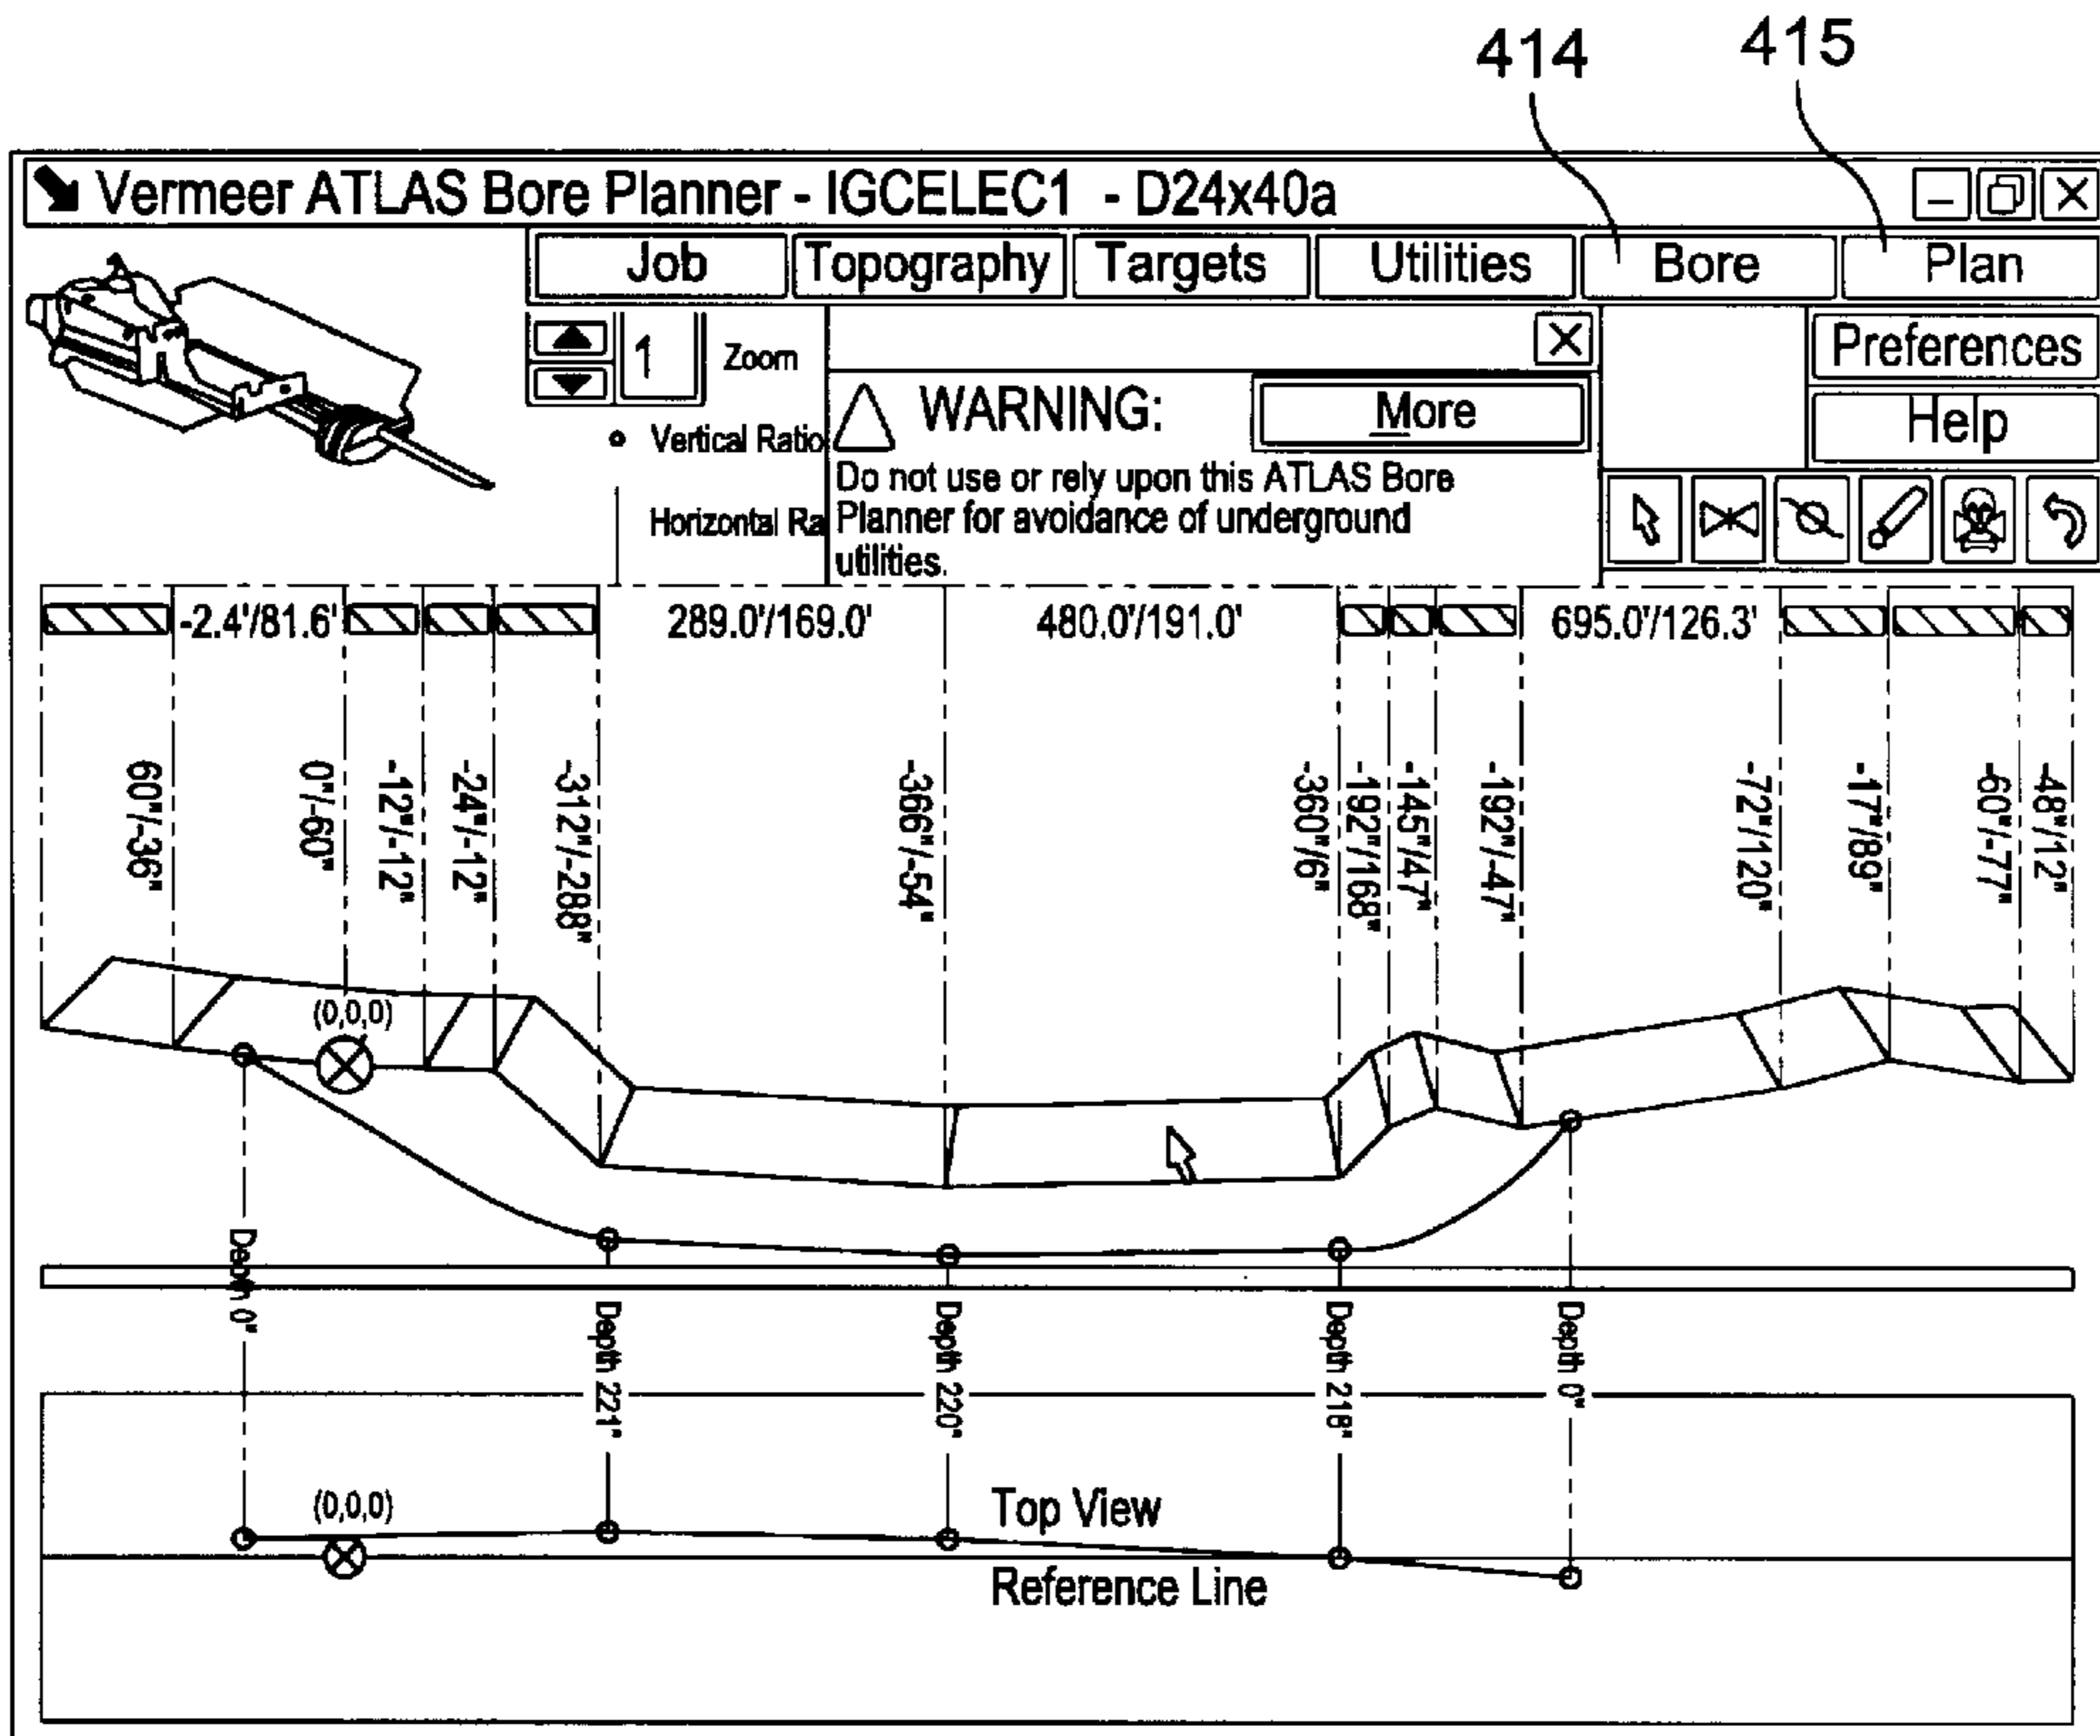 414 415
Vermeer ATLAS Bore Planner - IGCELEC1 - D24x40a
Job Topography Targets Utilities Bore Plan
1 Zoom
Preferences
WARNING: More
Help
Vertical Ratio
Do not use or rely upon this ATLAS Bore
Horizontal Ra
Planner for avoidance of underground
utilities.
-2.4'/81.6' 289.0'/169.0' 480.0'/191.0' 695.0'/126.3'
60"/-36"
0"/-60"
-12"/-12"
-24"/-12"
-312"/-288"
-366"/-54"
-360"/6"
-192"/168"
-145"/47"
-192"/-47"
-72"/120"
-17"/89"
-60"/-77"
-48"/12"
(0,0,0)
Depth 0"
Depth 221"
Depth 220"
Depth 218"
Depth 0"
(0,0,0)
Top View
Reference Line